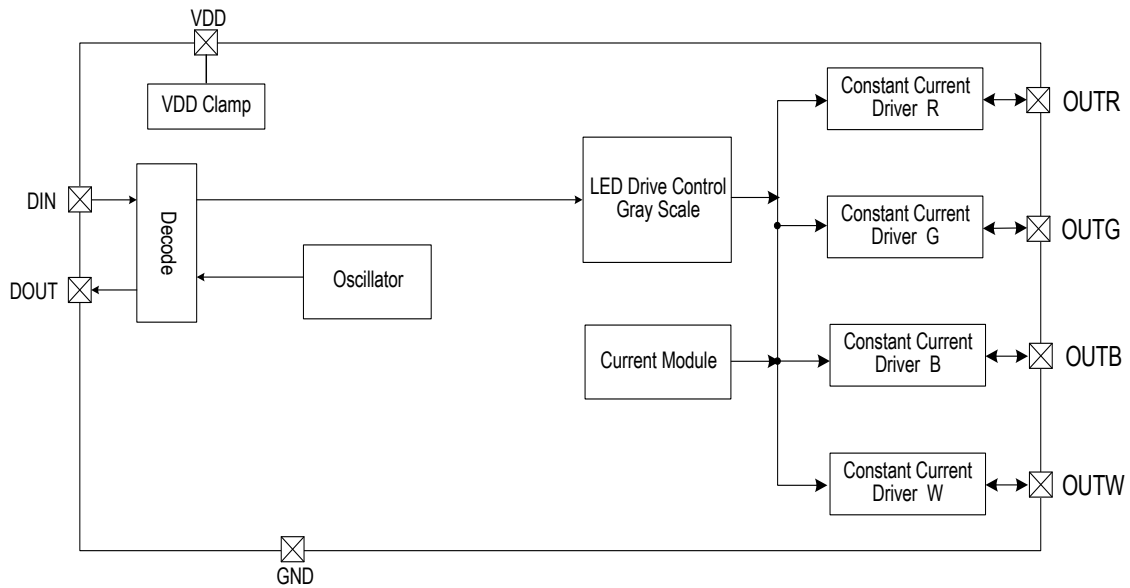 VDD
VDD Clamp
DIN
DOUT
Decode
Oscillator
LED Drive Control
Gray Scale
Current Module
Constant Current
Driver R
OUTR
Constant Current
Driver G
OUTG
Constant Current
Driver B
OUTB
Constant Current
Driver W
OUTW
GND